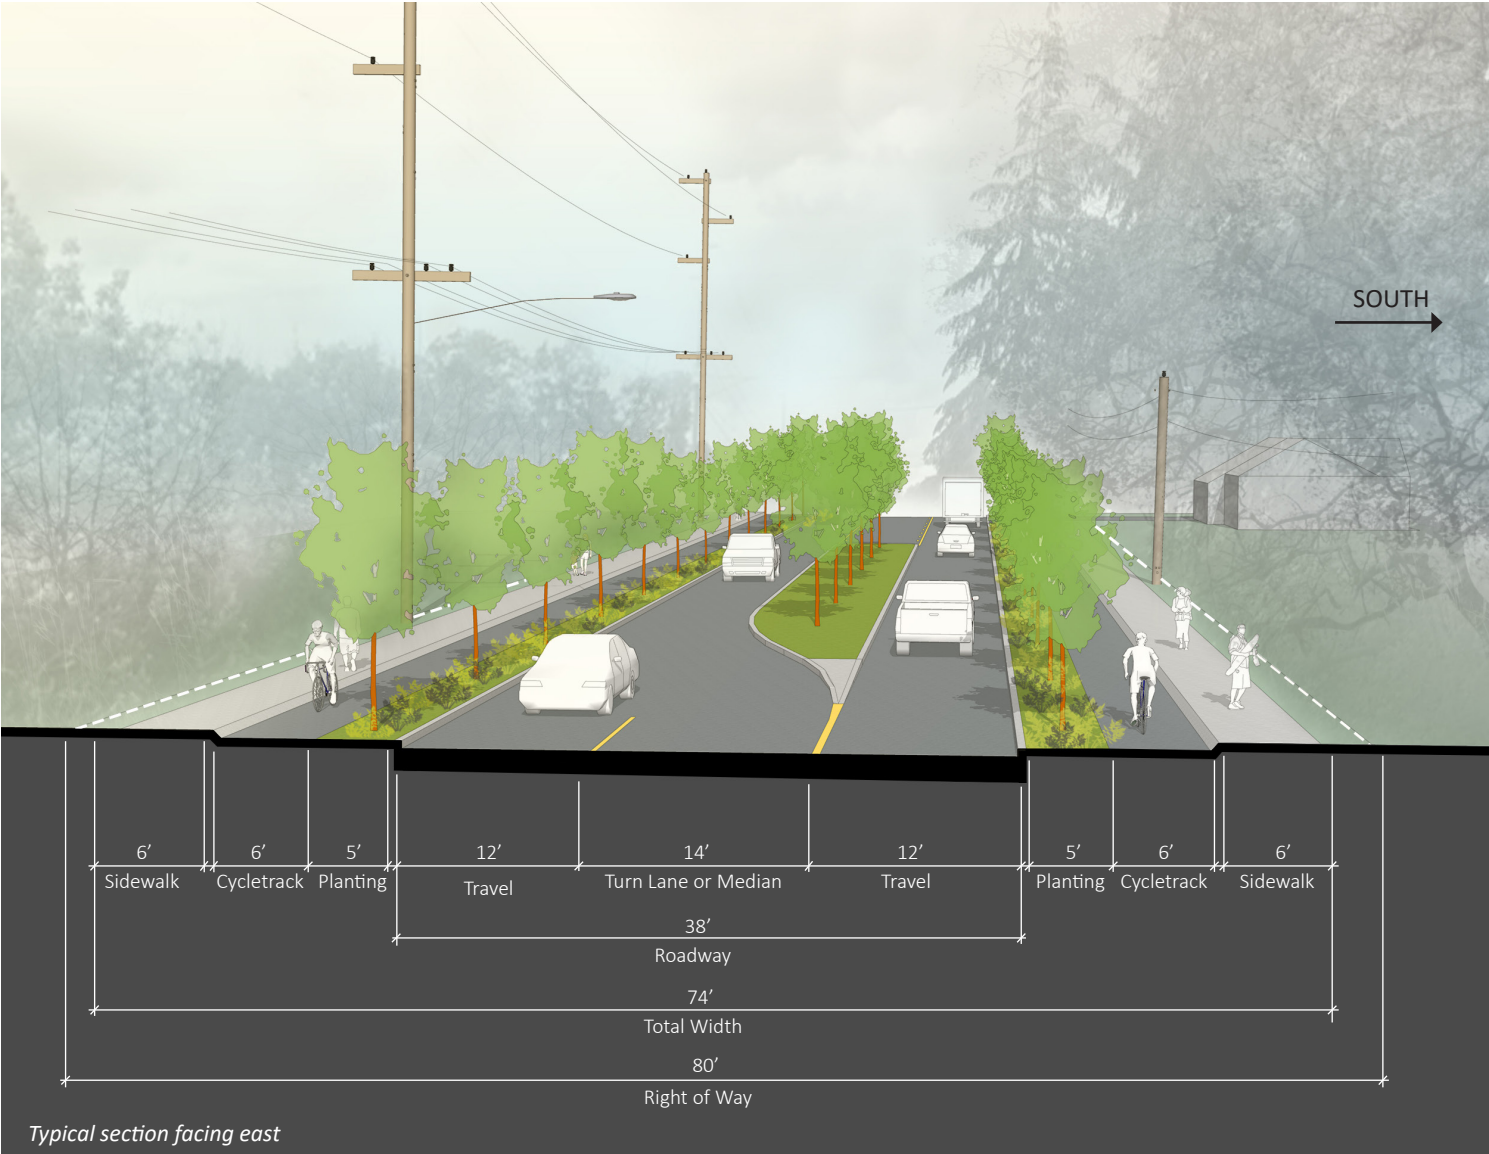 SOUTH
6’ 6’ 5’ 12’ 14’ 12’ 5’ 6’ 6’
Sidewalk Cycletrack Planting Travel Turn Lane or Median Travel Planting Cycletrack Sidewalk
38’
Roadway
74’
Total Width
80’
Right of Way
Typical section facing east